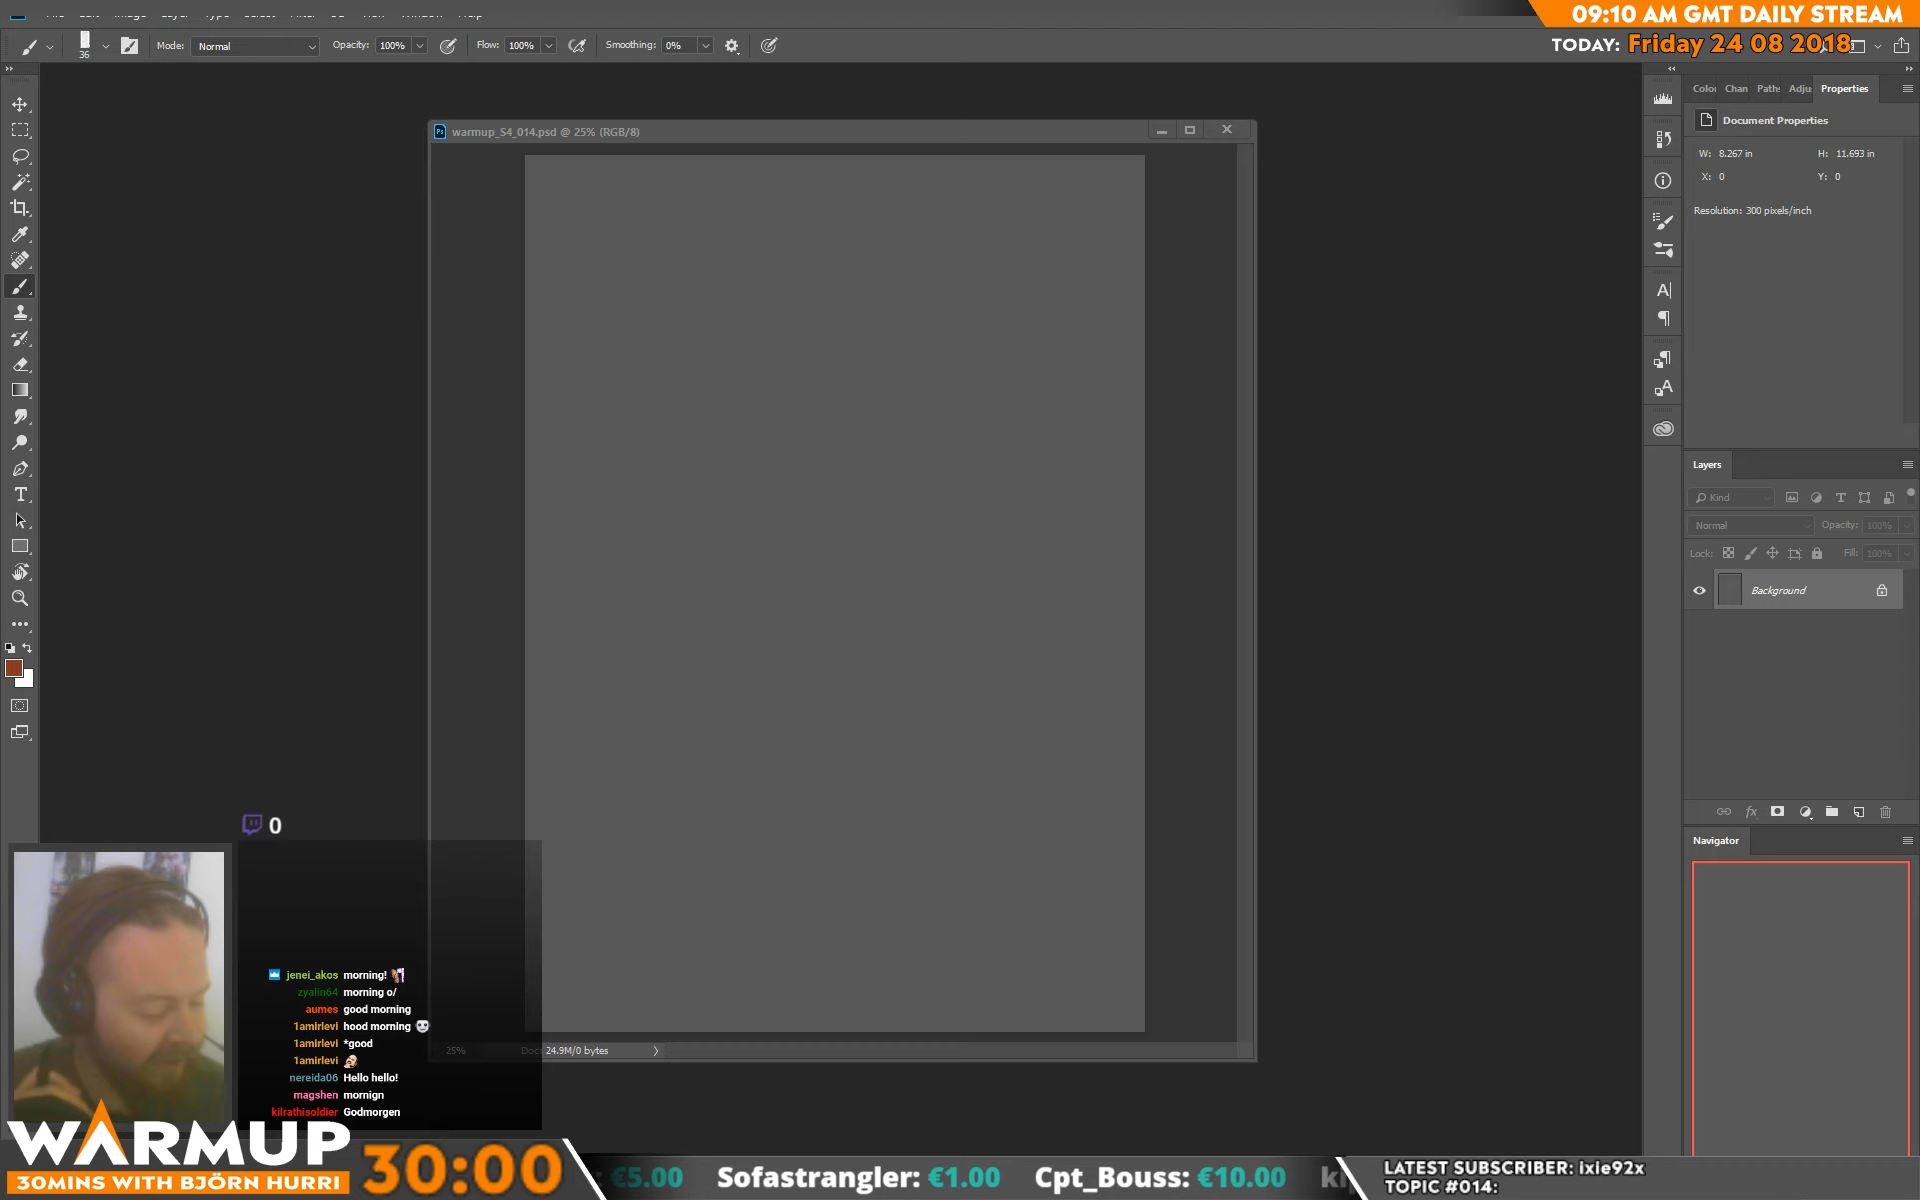 09:10 AM GMT DAILY STREAM
TODAY: Friday 24 08 2018
36
Mode: Normal
Opacity: 100%
Flow: 100%
Smoothing: 0%
warmup_S4_014.psd @ 25% (RGB/8)
Properties
Document Properties
W: 8.267 in
H: 11.693 in
X: 0
Y: 0
Resolution: 300 pixels/inch
Layers
Kind
Normal
Opacity: 100%
Lock:
Fill: 100%
Background
Navigator
0
jenei_akos morning!
zyalin64 morning o/
aumes good morning
1amirlevi hood morning
1amirlevi *good
1amirlevi
nereida06 Hello hello!
magshen mornign
kilrathisoldier Godmorgen
25%
Doc: 24.9M/0 bytes
WARMUP
30MINS WITH BJÖRN HURRI
30:00
€5.00 Sofastrangler: €1.00 Cpt_Bouss: €10.00
LATEST SUBSCRIBER: ixie92x
TOPIC #014: